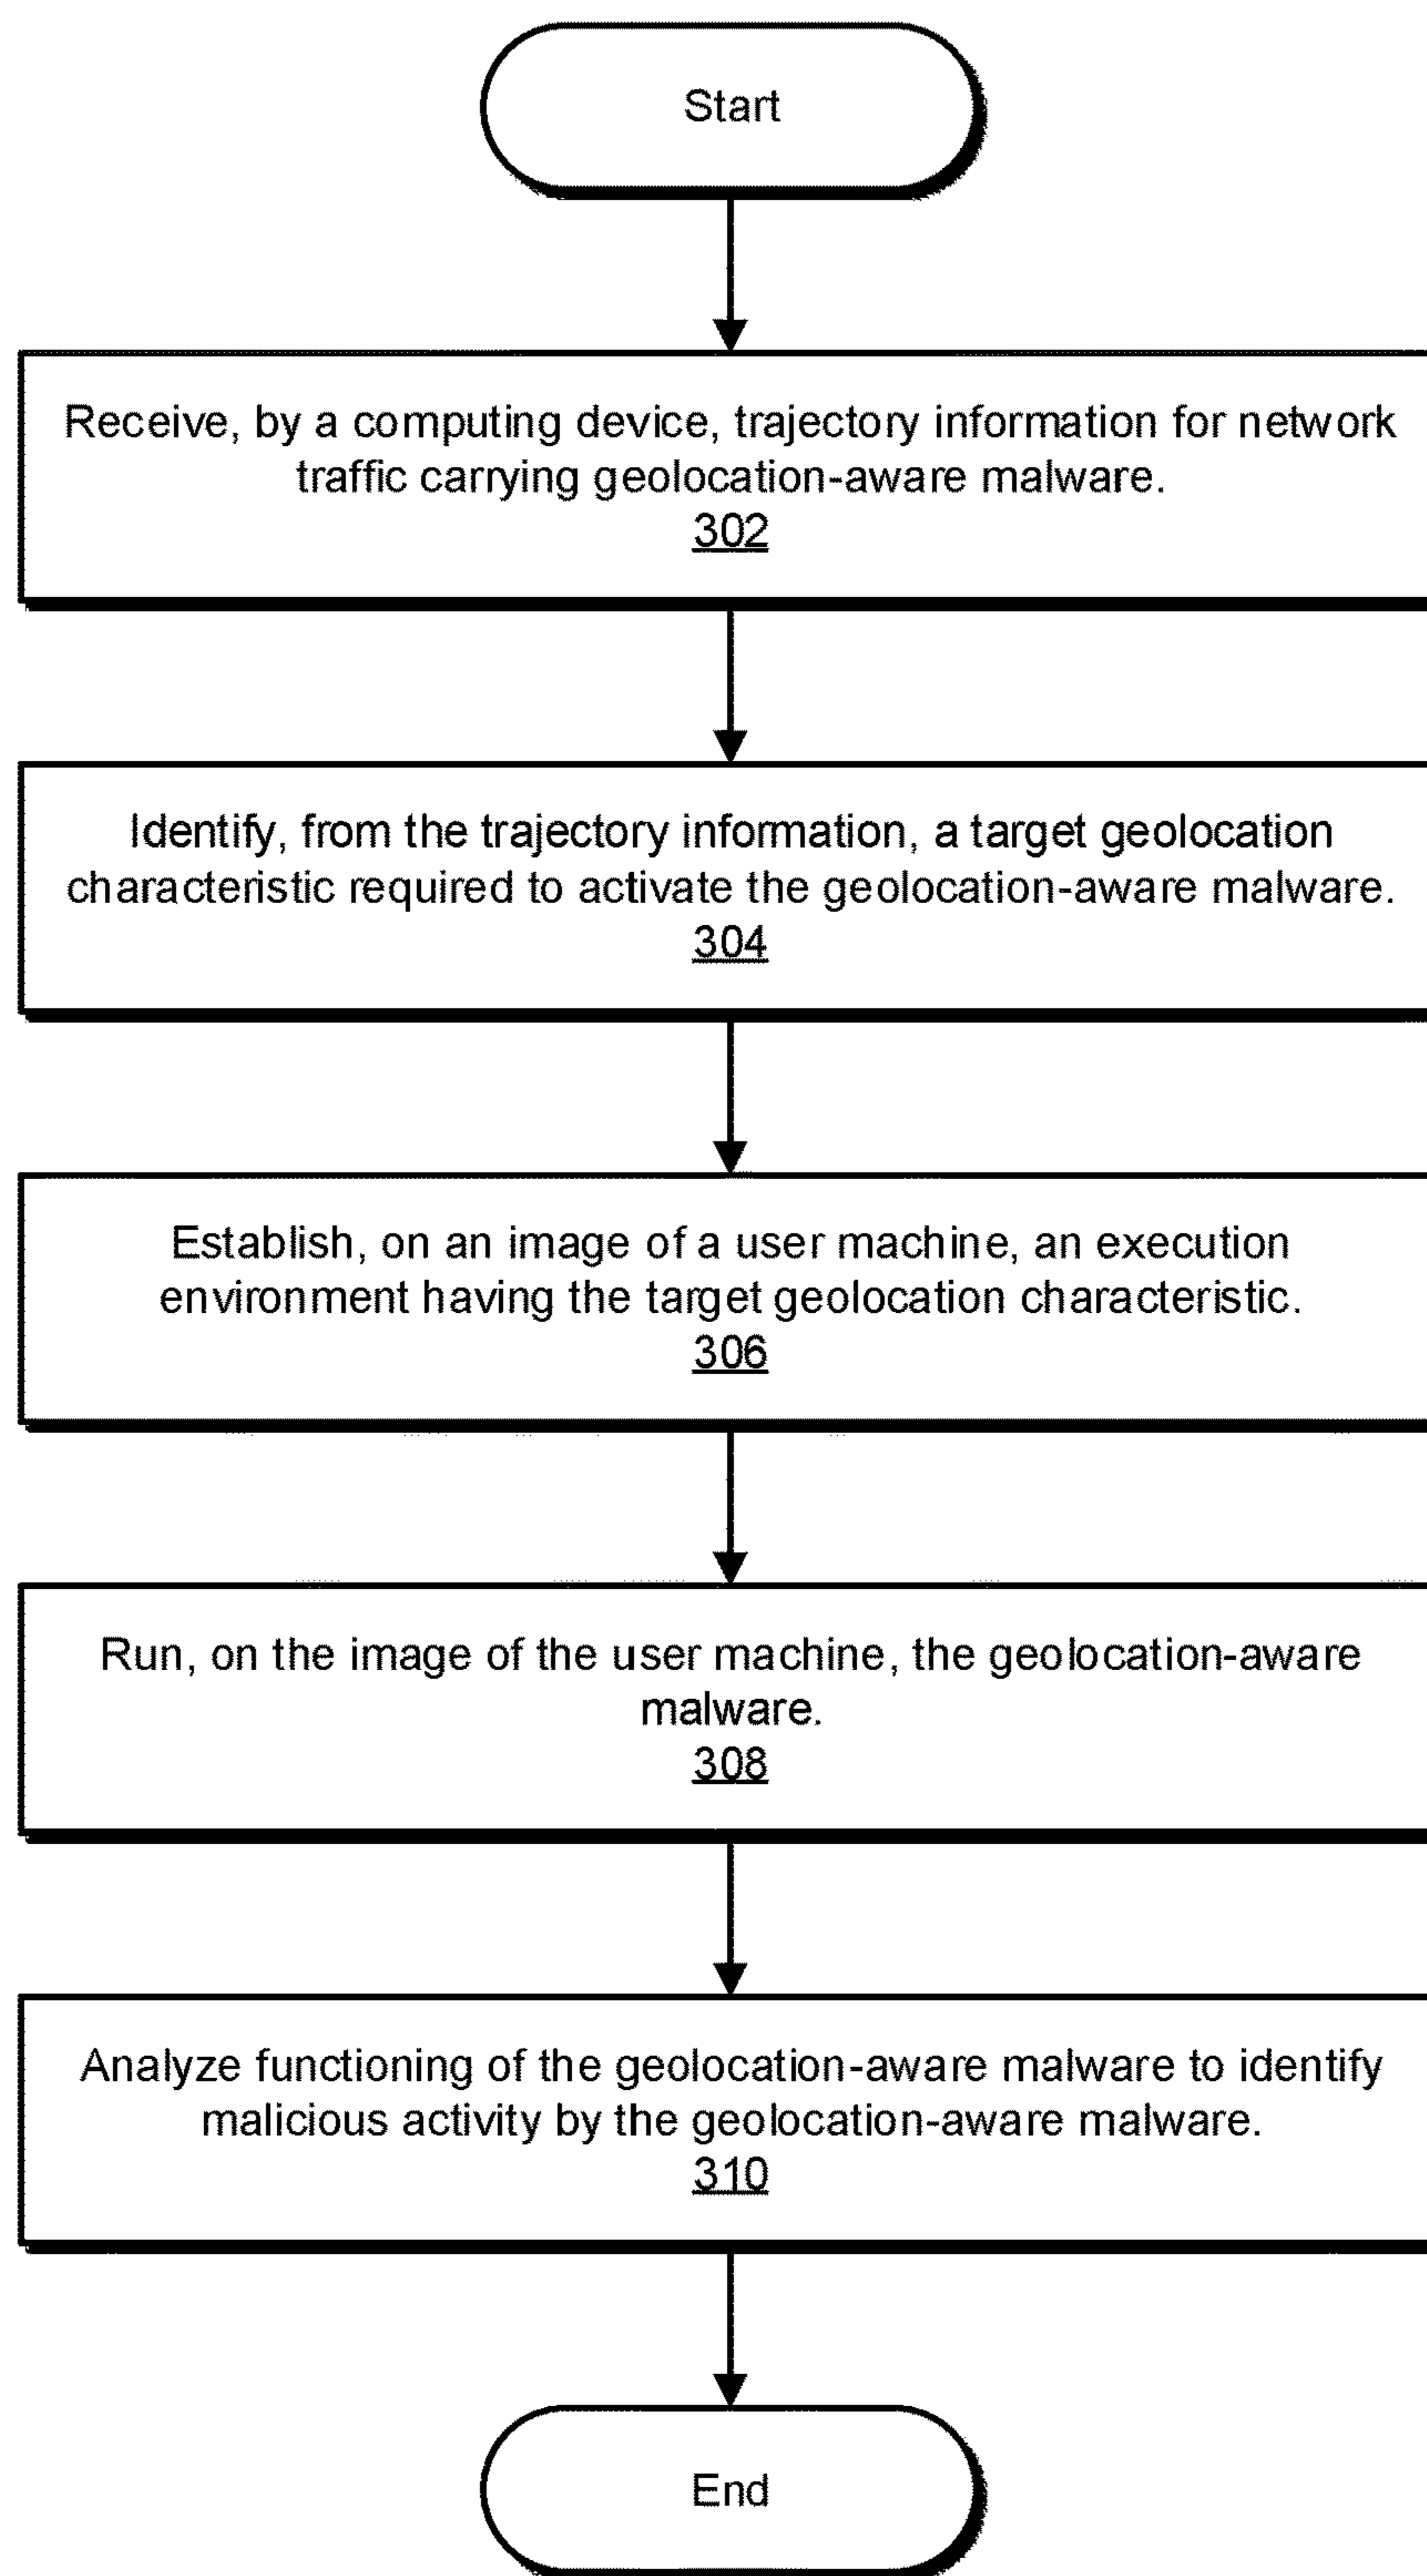 Start
Receive, by a computing device, trajectory information for network
traffic carrying geolocation-aware malware.
302
Identify, from the trajectory information, a target geolocation
characteristic required to activate the geolocation-aware malware.
304
Establish, on an image of a user machine, an execution
environment having the target geolocation characteristic.
306
Run, on the image of the user machine, the geolocation-aware
malware.
308
Analyze functioning of the geolocation-aware malware to identify
malicious activity by the geolocation-aware malware.
310
End